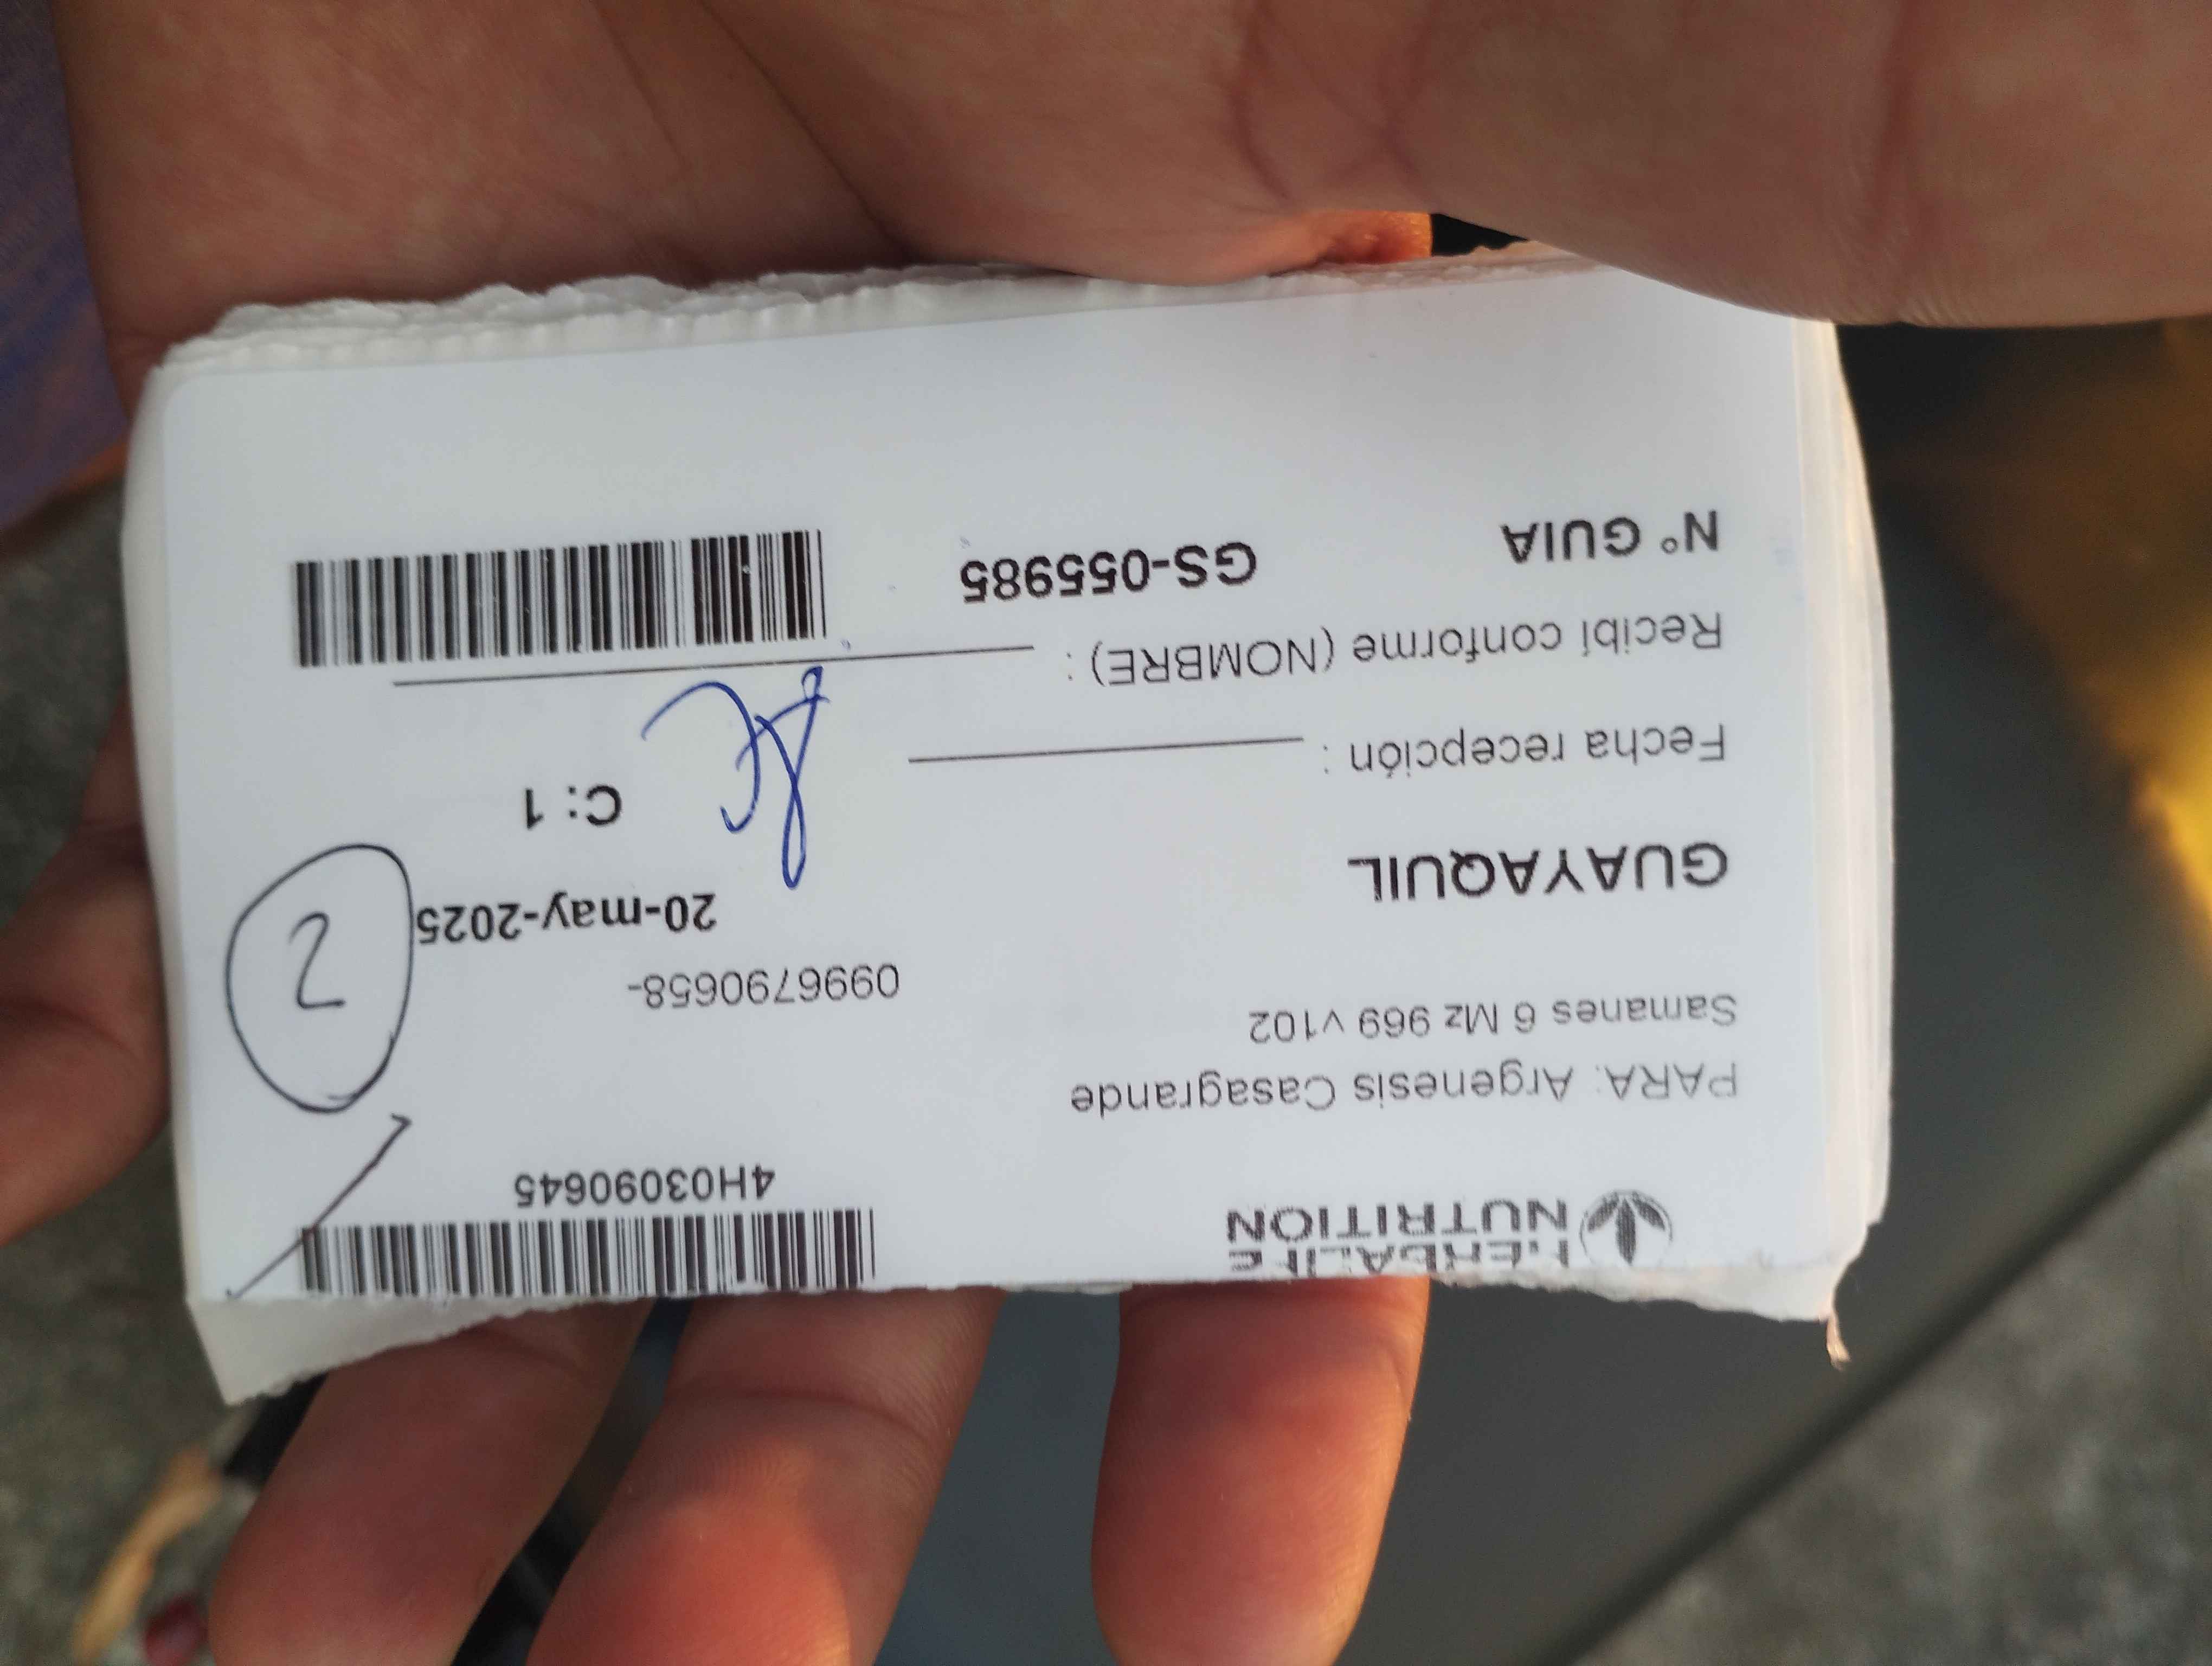 HERBALIFE
NUTRITION
4H03090645
PARA: Argenesis Casagrande
Samanes 6 Mz 969 v102
0996790658-
GUAYAQUIL
20-may-2025
2
C: 1
Fecha recepción :
Recibí conforme (NOMBRE) :
N° GUIA
GS-055985